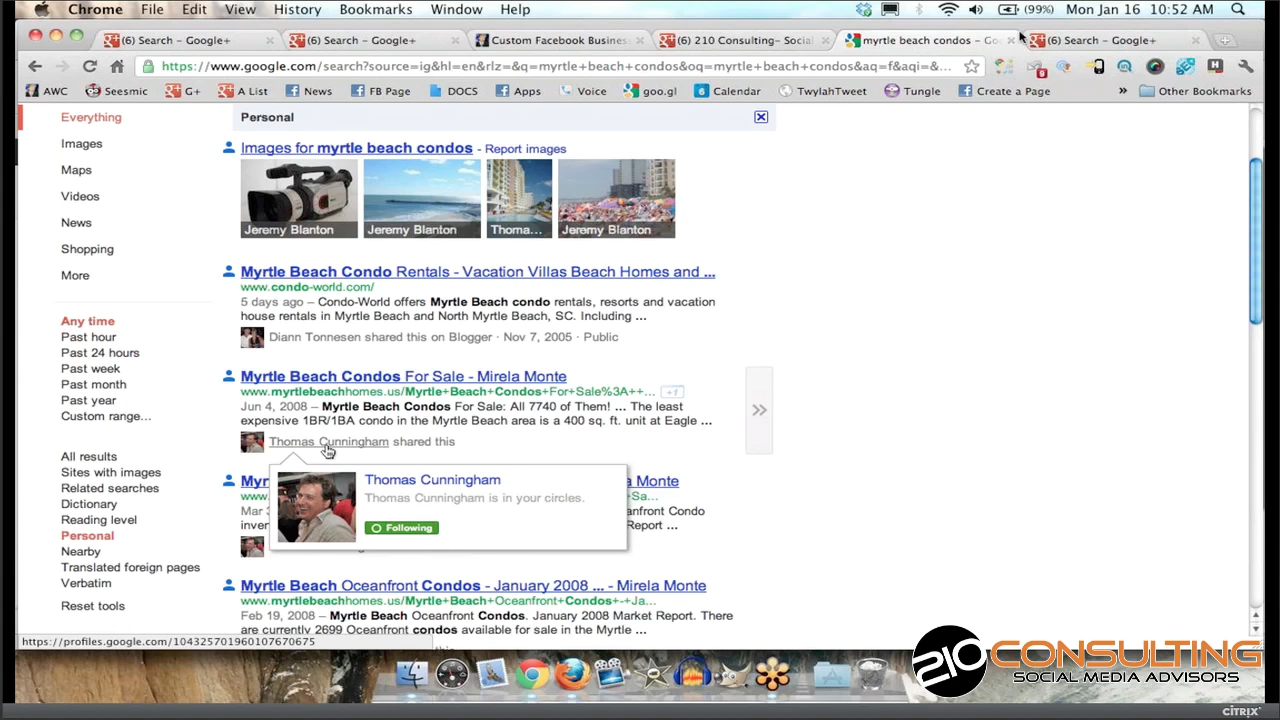 Chrome File Edit View History Bookmarks Window Help (99%) Mon Jan 16 10:52 AM
(6) Search - Google+ (6) Search - Google+ Custom Facebook Busines (6) 210 Consulting- Social myrtle beach condos - Go (6) Search - Google+
https://www.google.com/search?source=ig&hl=en&rlz=&q=myrtle+beach+condos&oq=myrtle+beach+condos&aq=f&aqi=&...
AWC Seesmic G+ A List News FB Page DOCS Apps Voice goo.gl Calendar TwylahTweet Tungle Create a Page » Other Bookmarks
Everything
Images
Maps
Videos
News
Shopping
More
Any time
Past hour
Past 24 hours
Past week
Past month
Past year
Custom range...
All results
Sites with images
Related searches
Dictionary
Reading level
Personal
Nearby
Translated foreign pages
Verbatim
Reset tools
Personal
Images for myrtle beach condos - Report images
Jeremy Blanton Jeremy Blanton Thoma... Jeremy Blanton
Myrtle Beach Condo Rentals - Vacation Villas Beach Homes and ...
www.condo-world.com/
5 days ago – Condo-World offers Myrtle Beach condo rentals, resorts and vacation
house rentals in Myrtle Beach and North Myrtle Beach, SC. Including ...
Diann Tonnesen shared this on Blogger · Nov 7, 2005 · Public
Myrtle Beach Condos For Sale - Mirela Monte
www.myrtlebeachhomes.us/Myrtle+Beach+Condos+For+Sale%3A++... +1
Jun 4, 2008 – Myrtle Beach Condos For Sale: All 7740 of Them! ... The least
expensive 1BR/1BA condo in the Myrtle Beach area is a 400 sq. ft. unit at Eagle ...
Thomas Cunningham shared this
Thomas Cunningham
Thomas Cunningham is in your circles.
Following
a Monte
Sa...
anfront Condo
Report ...
Myrtle Beach Oceanfront Condos - January 2008 ... - Mirela Monte
www.myrtlebeachhomes.us/Myrtle+Beach+Oceanfront+Condos+-+Ja...
Feb 19, 2008 – Myrtle Beach Oceanfront Condos. January 2008 Market Report. There
are currently 2699 Oceanfront condos available for sale in the Myrtle ...
https://profiles.google.com/104325701960107670675
210 CONSULTING
SOCIAL MEDIA ADVISORS
CITRIX